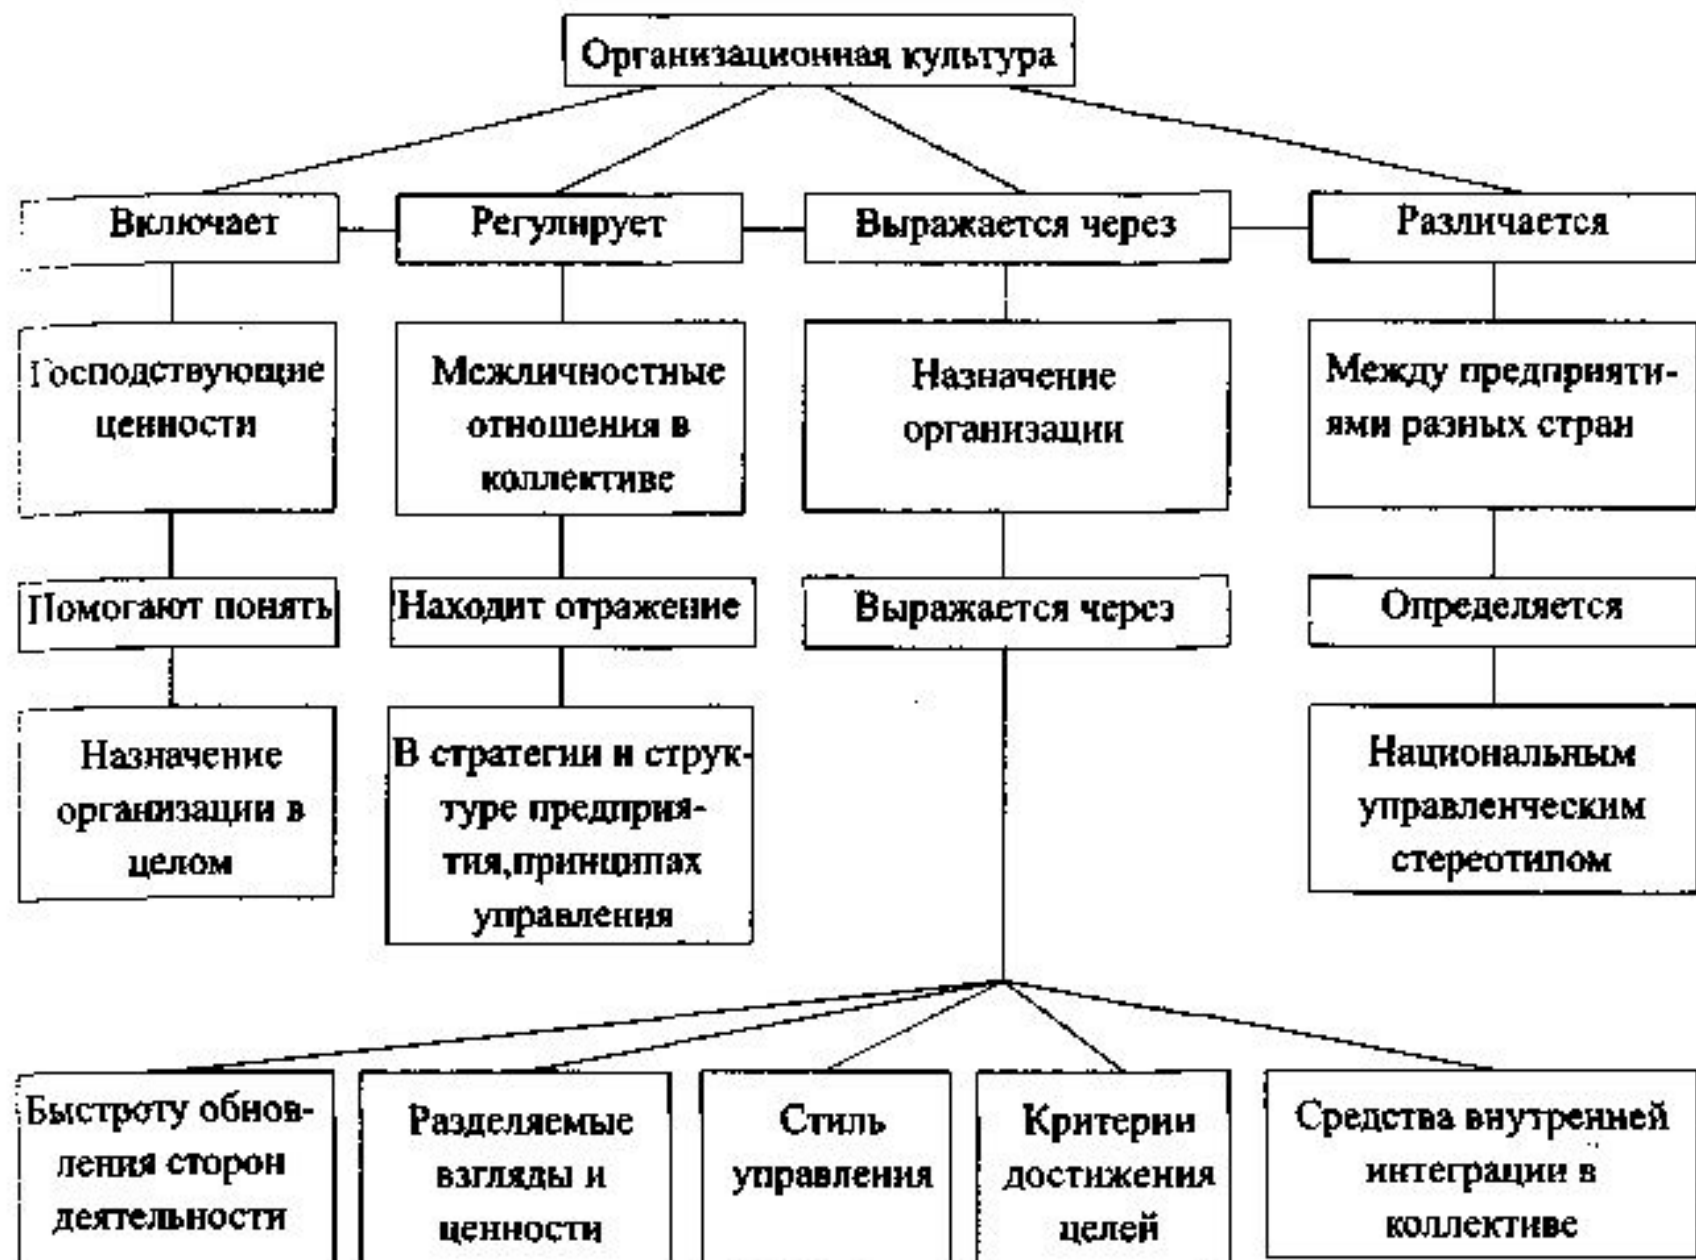 Организационная культура
Включает
Регулирует
Выражается через
Различается
Господствующие
ценности
Межличностные
отношения в
коллективе
Назначение
организации
Между предприяти-
ями разных стран
Помогают понять
Находит отражение
Выражается через
Определяется
Назначение
организации в
целом
В стратегии и струк-
туре предприя-
тия,принципах
управления
Национальным
управленческим
стереотипом
Быстроту обнов-
ления сторон
деятельности
Разделяемые
взгляды и
ценности
Стиль
управления
Критерии
достижения
целей
Средства внутренней
интеграции в
коллективе